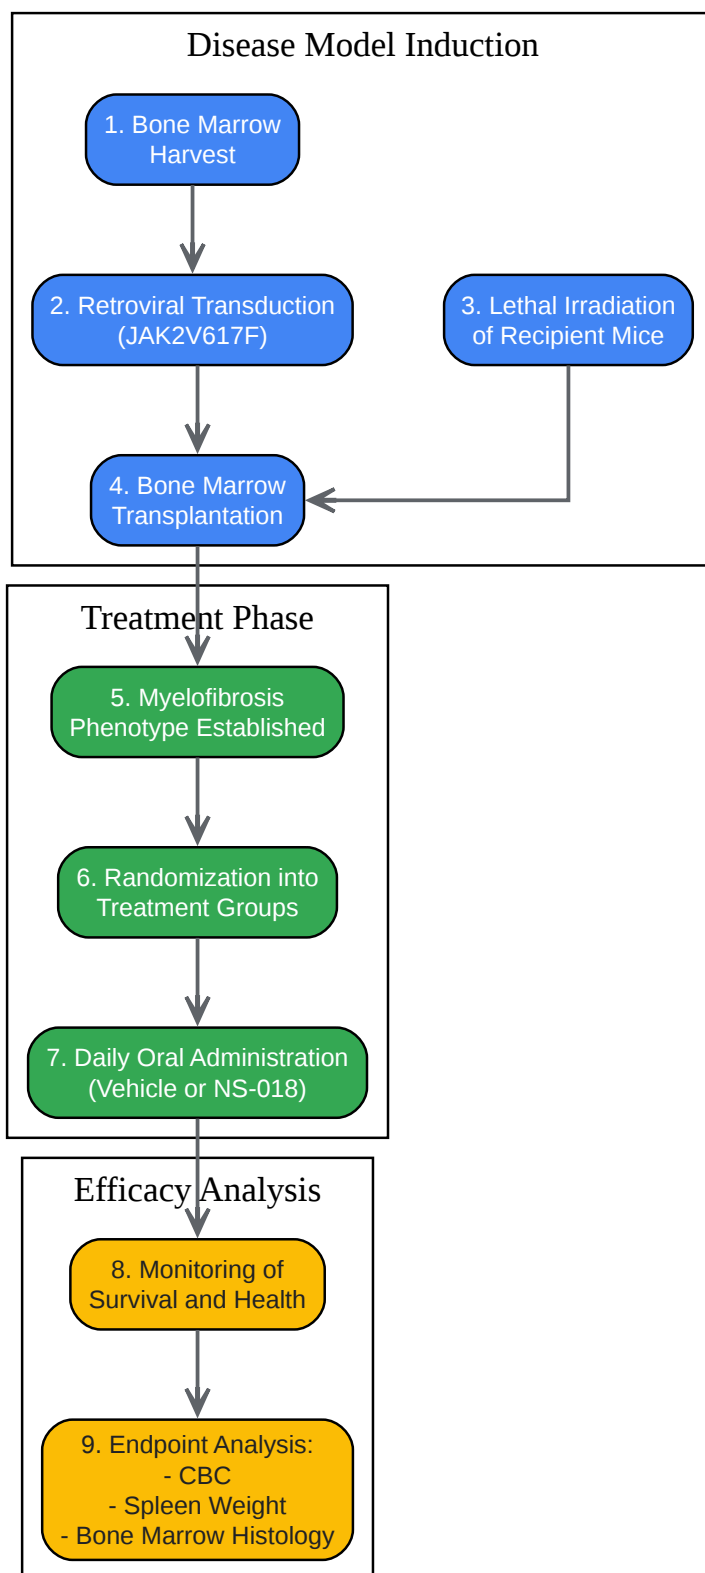 Disease Model Induction
1. Bone Marrow
Harvest
2. Retroviral Transduction
(JAK2V617F)
3. Lethal Irradiation
of Recipient Mice
4. Bone Marrow
Transplantation
Treatment Phase
5. Myelofibrosis
Phenotype Established
6. Randomization into
Treatment Groups
7. Daily Oral Administration
(Vehicle or NS-018)
Efficacy Analysis
8. Monitoring of
Survival and Health
9. Endpoint Analysis:
- CBC
- Spleen Weight
- Bone Marrow Histology